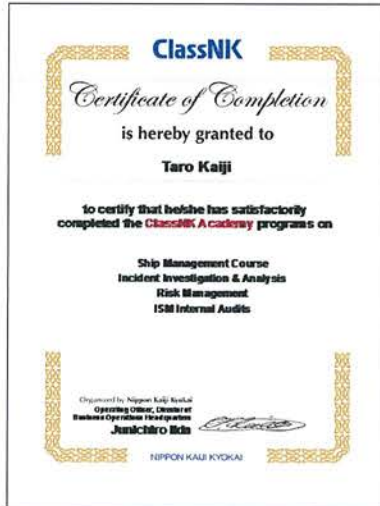 ClassNK
Certificate of Completion
is hereby granted to
Taro Kaiji
to certify that he/she has satisfactorily
completed the ClassNK Academy programs on
Ship Management Course
Incident Investigation & Analysis
Risk Management
ISM Internal Audits
Organized by Nippon Kaiji Kyokai
Operating Officer, Director of
Business Operations Headquarters
Junichiro Iida
NIPPON KAIJI KYOKAI